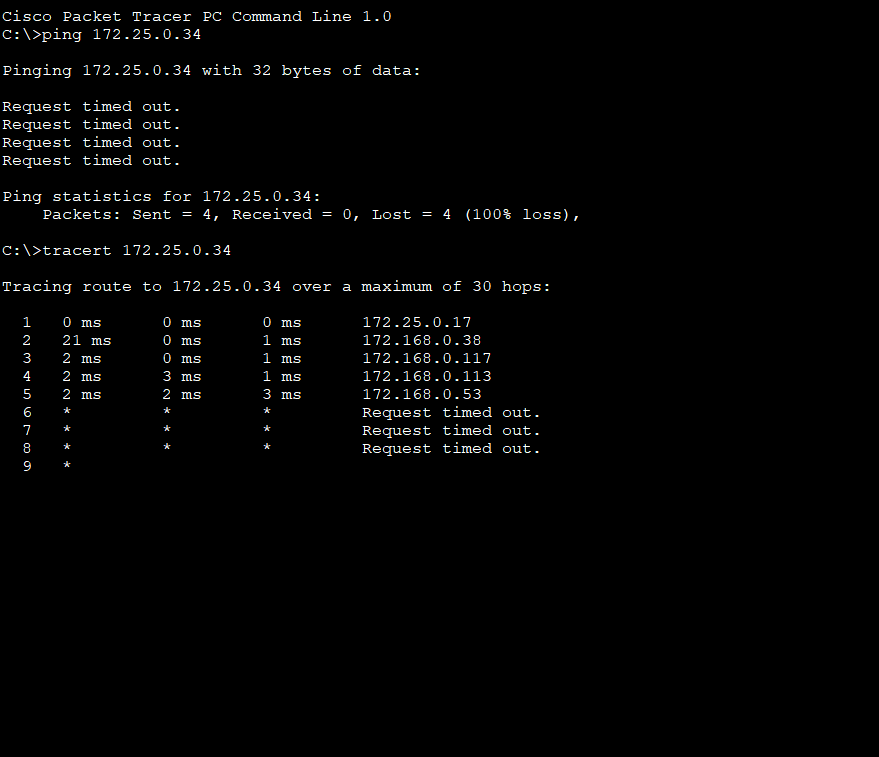 Cisco Packet Tracer PC Command Line 1.0
C:\>ping 172.25.0.34
Pinging 172.25.0.34 with 32 bytes of data:
Request timed out.
Request timed out.
Request timed out.
Request timed out.
Ping statistics for 172.25.0.34:
    Packets: Sent = 4, Received = 0, Lost = 4 (100% loss),
C:\>tracert 172.25.0.34
Tracing route to 172.25.0.34 over a maximum of 30 hops:
  1   0 ms      0 ms      0 ms      172.25.0.17
  2   21 ms     0 ms      1 ms      172.168.0.38
  3   2 ms      0 ms      1 ms      172.168.0.117
  4   2 ms      3 ms      1 ms      172.168.0.113
  5   2 ms      2 ms      3 ms      172.168.0.53
  6   *         *         *         Request timed out.
  7   *         *         *         Request timed out.
  8   *         *         *         Request timed out.
  9   *